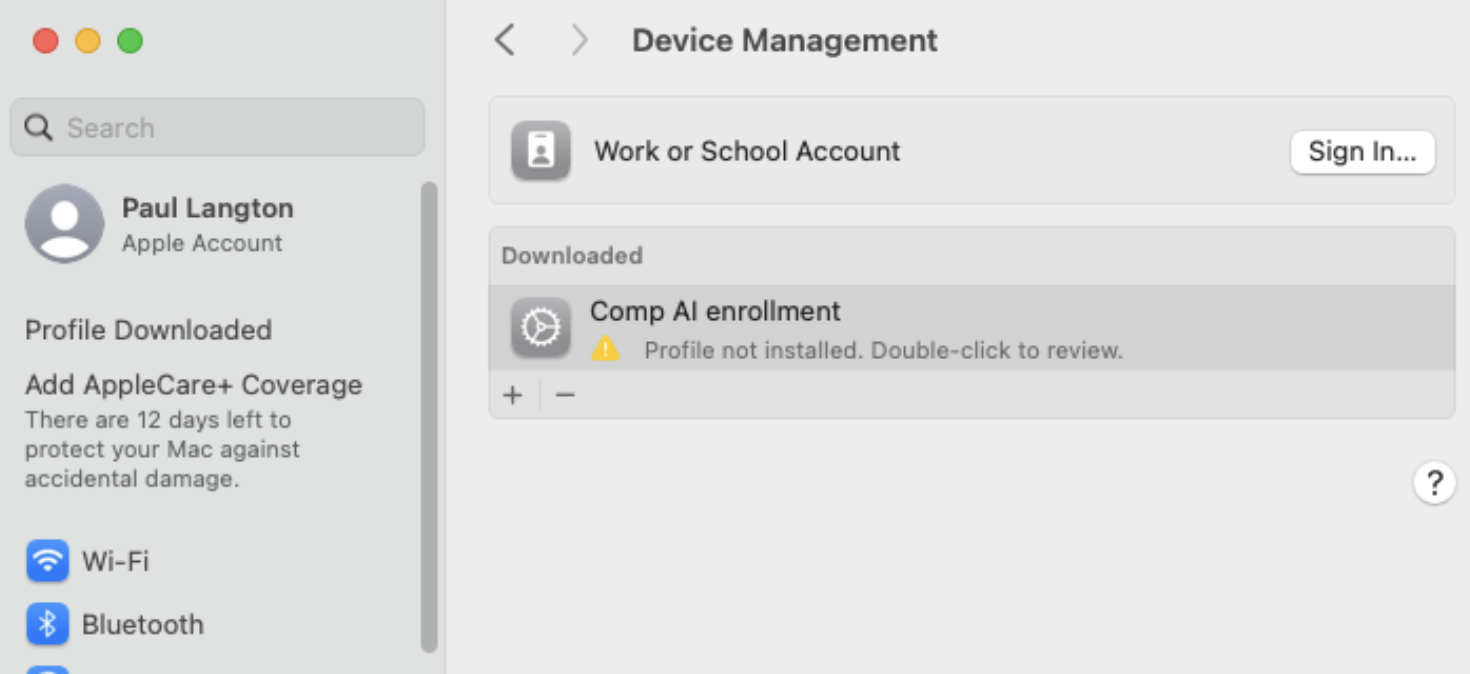 Device Management
Search
Paul Langton
Apple Account
Profile Downloaded
Add AppleCare+ Coverage
There are 12 days left to
protect your Mac against
accidental damage.
Wi-Fi
Bluetooth
Work or School Account
Sign In...
Downloaded
Comp AI enrollment
Profile not installed. Double-click to review.
+ −
?